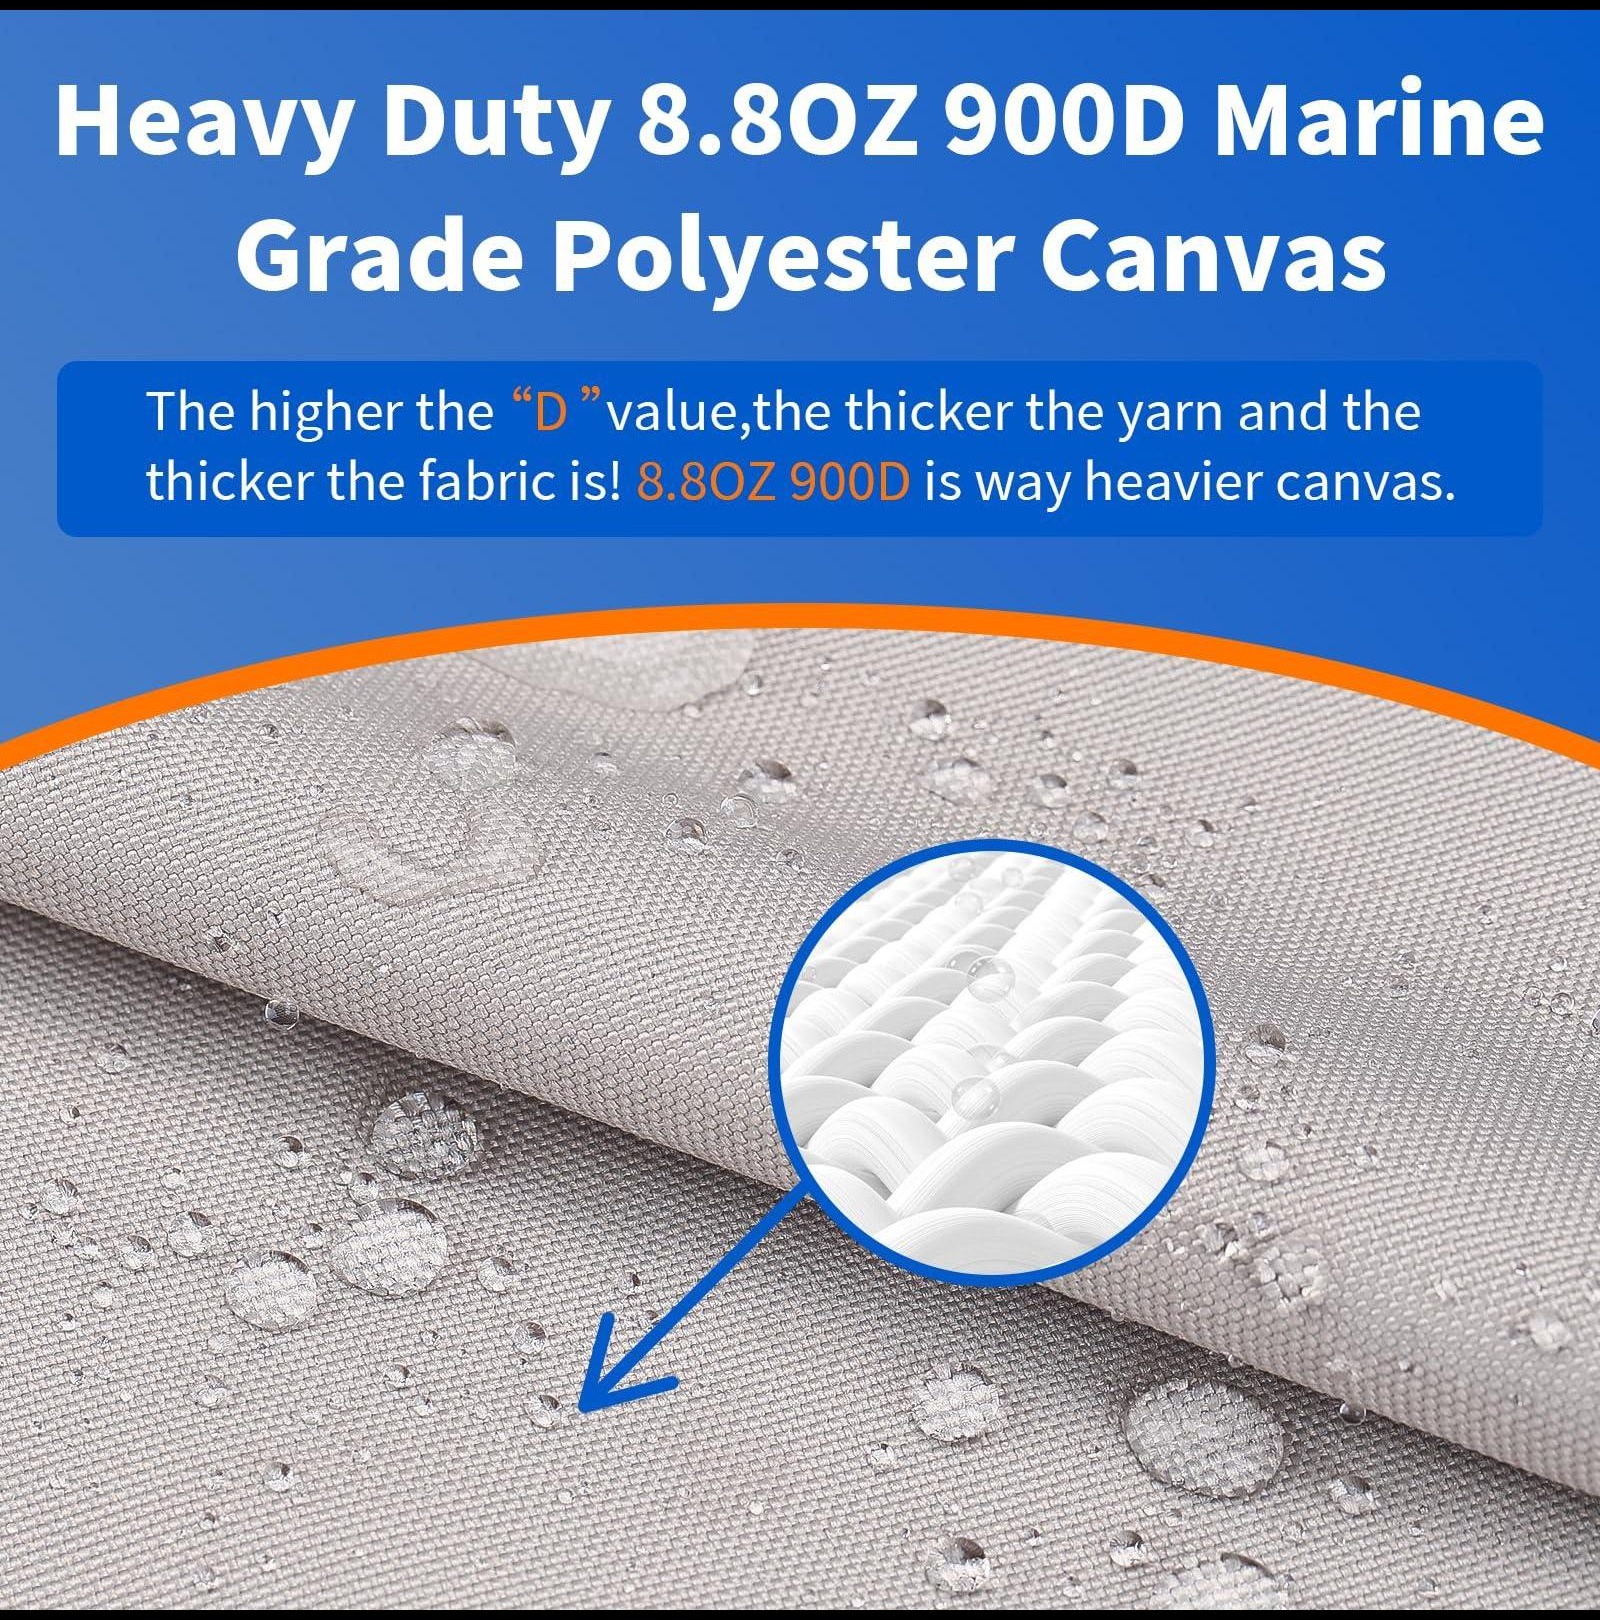 Heavy Duty 8.8OZ 900D Marine
Grade Polyester Canvas
The higher the “D ”value,the thicker the yarn and the
thicker the fabric is! 8.8OZ 900D is way heavier canvas.